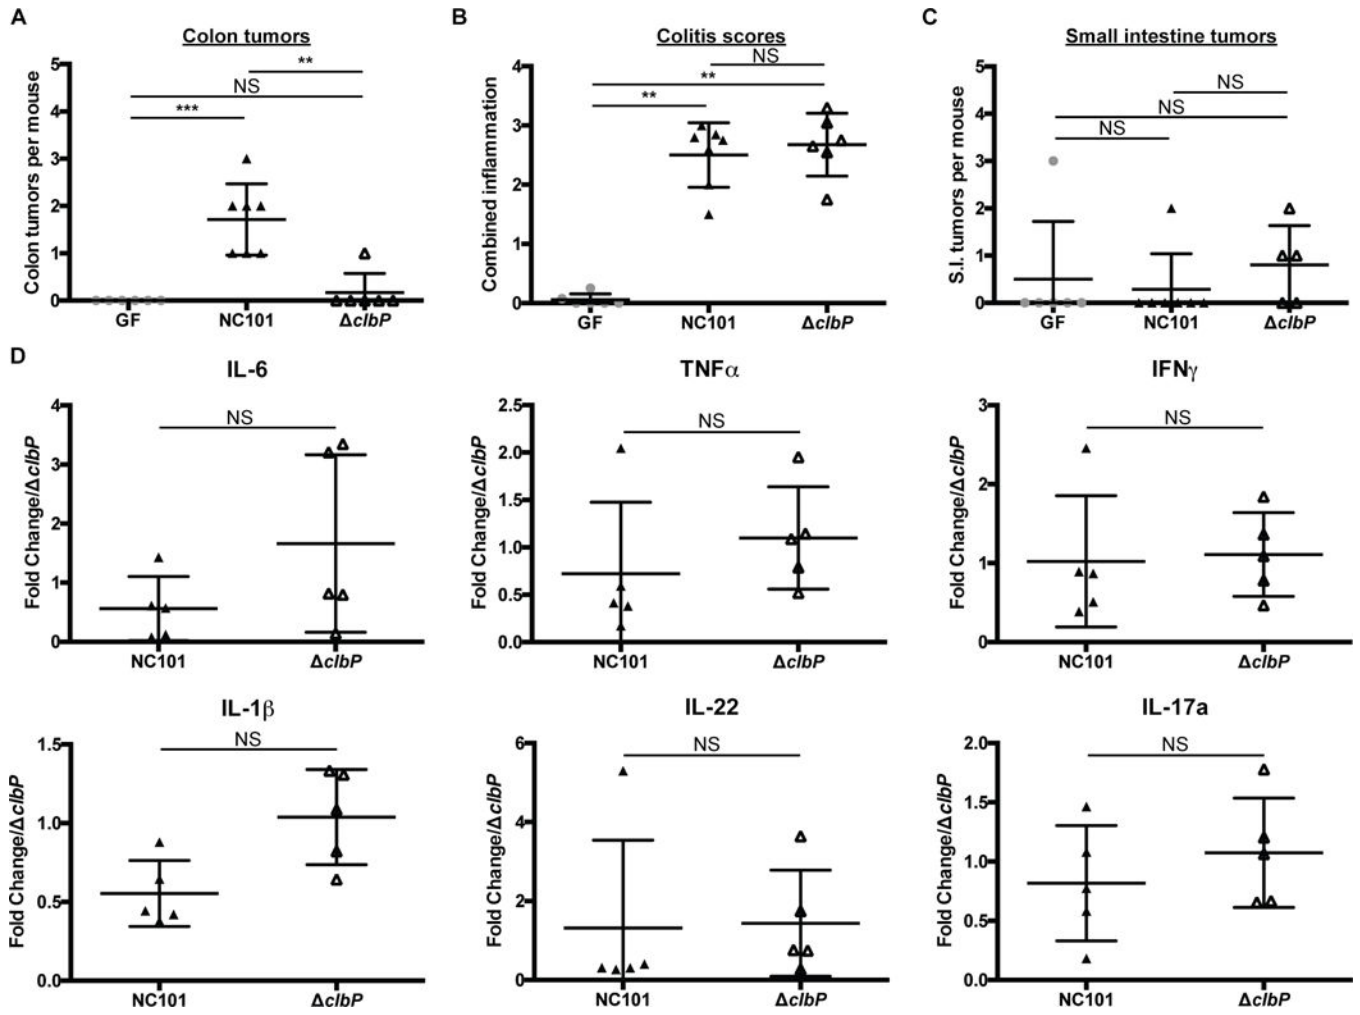 A
Colon tumors
Colon tumors per mouse
5
4
3
2
1
0
**
NS
***
GF
NC101
ΔclbP
B
Colitis scores
Combined inflammation
4
3
2
1
0
NS
**
**
GF
NC101
ΔclbP
C
Small intestine tumors
S.I. tumors per mouse
5
4
3
2
1
0
NS
NS
NS
GF
NC101
ΔclbP
D
IL-6
Fold Change/ΔclbP
4
3
2
1
0
NS
NC101
ΔclbP
TNFα
Fold Change/ΔclbP
2.5
2.0
1.5
1.0
0.5
0.0
NS
NC101
ΔclbP
IFNγ
Fold Change/ΔclbP
3
2
1
0
NS
NC101
ΔclbP
IL-1β
Fold Change/ΔclbP
1.5
1.0
0.5
0.0
NS
NC101
ΔclbP
IL-22
Fold Change/ΔclbP
6
4
2
0
NS
NC101
ΔclbP
IL-17a
Fold Change/ΔclbP
2.0
1.5
1.0
0.5
0.0
NS
NC101
ΔclbP